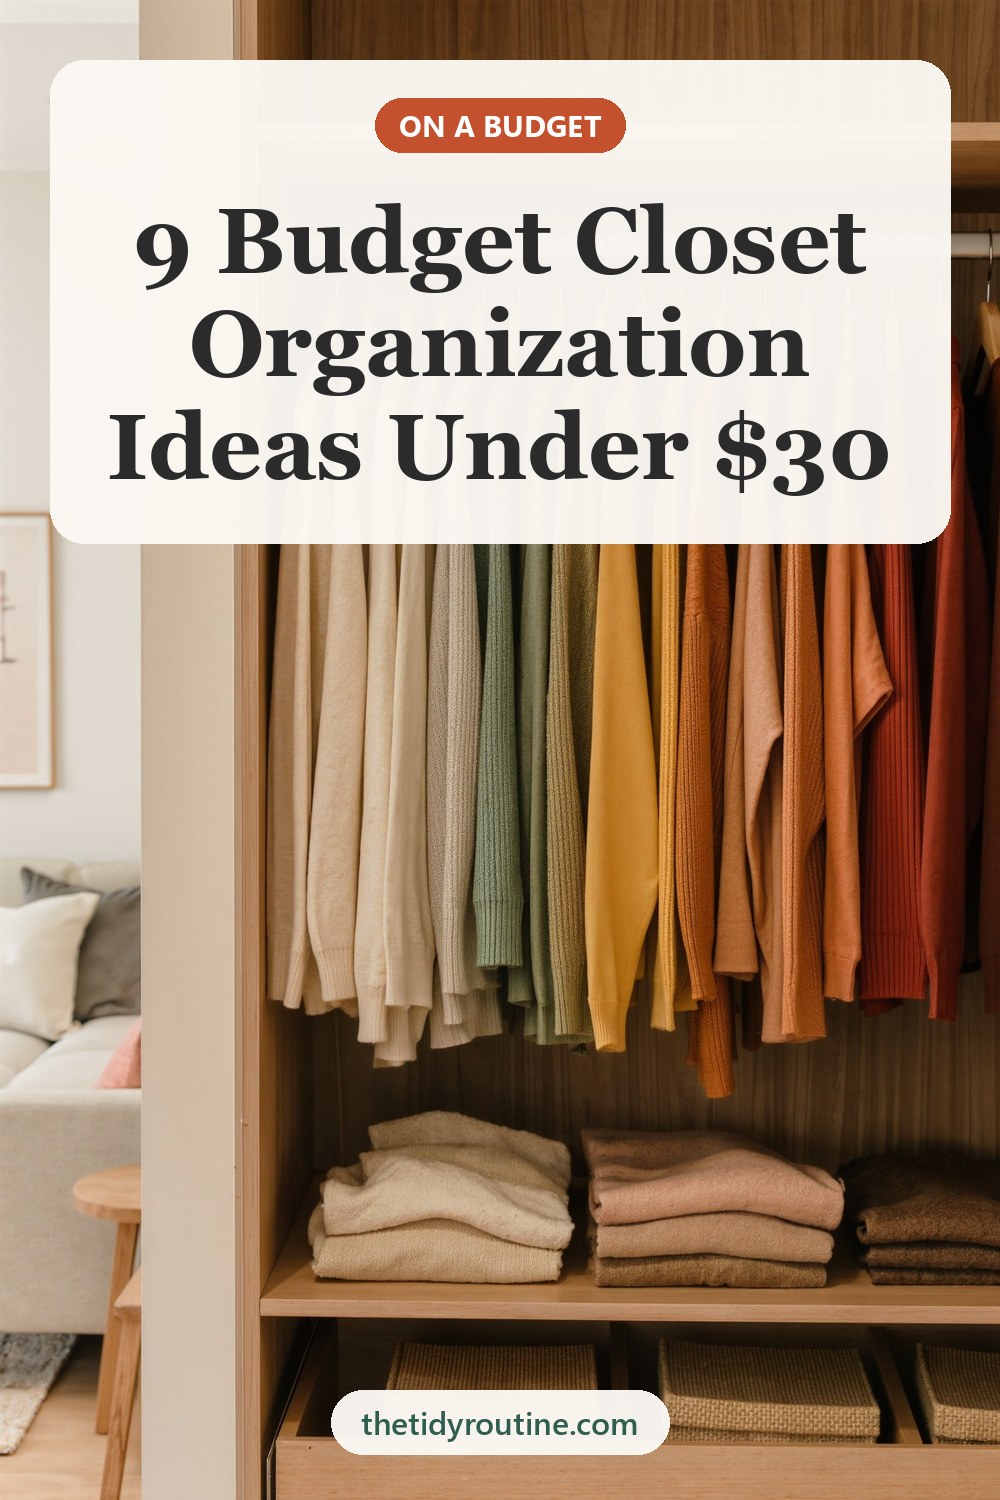 ON A BUDGET
9 Budget Closet
Organization
Ideas Under $30
thetidyroutine.com